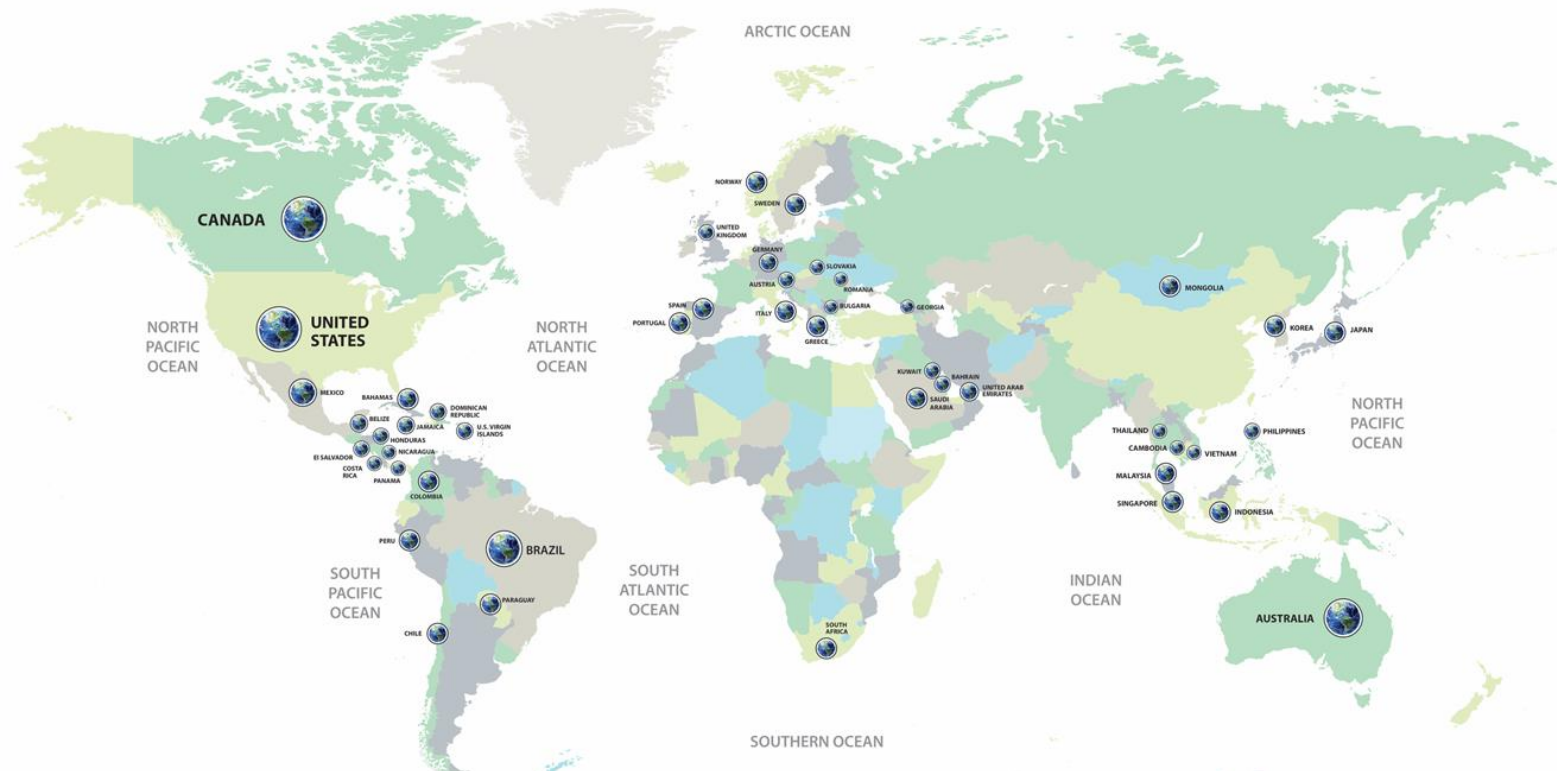 ARCTIC OCEAN
NORWAY
SWEDEN
CANADA
UNITED
KINGDOM
GERMANY
SLOVAKIA
AUSTRIA
ROMANIA
MONGOLIA
SPAIN
BULGARIA
GEORGIA
ITALY
PORTUGAL
GREECE
UNITED
STATES
NORTH
PACIFIC
OCEAN
NORTH
ATLANTIC
OCEAN
KOREA
JAPAN
KUWAIT
BAHRAIN
UNITED ARAB
EMIRATES
SAUDI
ARABIA
MEXICO
BAHAMAS
DOMINICAN
REPUBLIC
BELIZE
JAMAICA
U.S. VIRGIN
ISLANDS
HONDURAS
NICARAGUA
El SALVADOR
COSTA
RICA
PANAMA
COLOMBIA
NORTH
PACIFIC
OCEAN
THAILAND
PHILIPPINES
CAMBODIA
VIETNAM
MALAYSIA
SINGAPORE
INDONESIA
PERU
BRAZIL
SOUTH
PACIFIC
OCEAN
SOUTH
ATLANTIC
OCEAN
INDIAN
OCEAN
PARAGUAY
CHILE
SOUTH
AFRICA
AUSTRALIA
SOUTHERN OCEAN